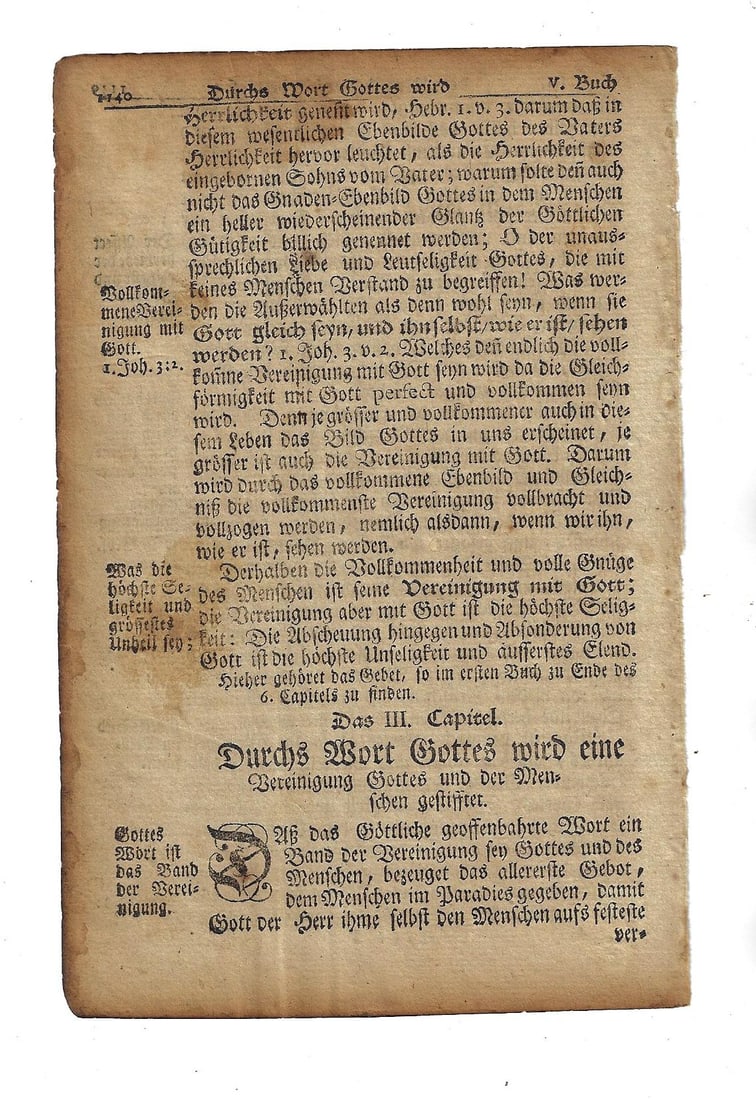 1140 Durchs Wort Gottes wird V. Buch
Herrlichkeit genent wird, Hebr. 1. v. 3. darum daß in
diesem wesentlichen Ebenbilde Gottes des Vaters
Herrlichkeit hervor leuchtet, als die Herrlichkeit des
eingebornen Sohns vom Vater; warum solte deñ auch
nicht das Gnaden-Ebenbild Gottes in dem Menschen
ein heller wiederscheinender Glantz der Göttlichen
Gütigkeit billich genennet werden; O der unaus-
sprechlichen Liebe und Leutseligkeit Gottes, die mit
keines Menschen Verstand zu begreiffen! Was wer-
den die Außerwählten als denn wohl seyn, wenn sie
Gott gleich seyn, und ihn selbst/ wie er ist/ sehen
werden? 1. Joh. 3. v. 2. Welches deñ endlich die voll-
kom̃ne Vereinigung mit Gott seyn wird da die Gleich-
förmigkeit mit Gott perfect und vollkommen seyn
wird. Denn je grösser und vollkommener auch in die-
sem Leben das Bild Gottes in uns erscheinet, je
grösser ist auch die Vereinigung mit Gott. Darum
wird durch das vollkommene Ebenbild und Gleich-
niß die vollkommenste Vereinigung vollbracht und
vollzogen werden, nemlich alsdann, wenn wir ihn,
wie er ist, sehen werden.
Vollkom-
mene Verei-
nigung mit
Gott.
1. Joh. 3:2.
Derhalben die Vollkommenheit und volle Gnüge
des Menschen ist seine Vereinigung mit Gott;
die Vereinigung aber mit Gott ist die höchste Selig-
keit: Die Abscheuung hingegen und Absonderung von
Gott ist die höchste Unseligkeit und äusserstes Elend.
Was die
höchste Se-
ligkeit und
grössestes
Unheil sey;
Hieher gehöret das Gebet, so im ersten Buch zu Ende des
6. Capitels zu finden.
Das III. Capitel.
Durchs Wort Gottes wird eine
Vereinigung Gottes und der Men-
schen gestifftet.
Daß das Göttliche geoffenbahrte Wort ein
Band der Vereinigung sey Gottes und des
Menschen, bezeuget das allererste Gebot,
dem Menschen im Paradies gegeben, damit
Gott der Herr ihme selbst den Menschen aufs festeste
ver-
Gottes
Wort ist
das Band
der Verei-
nigung.